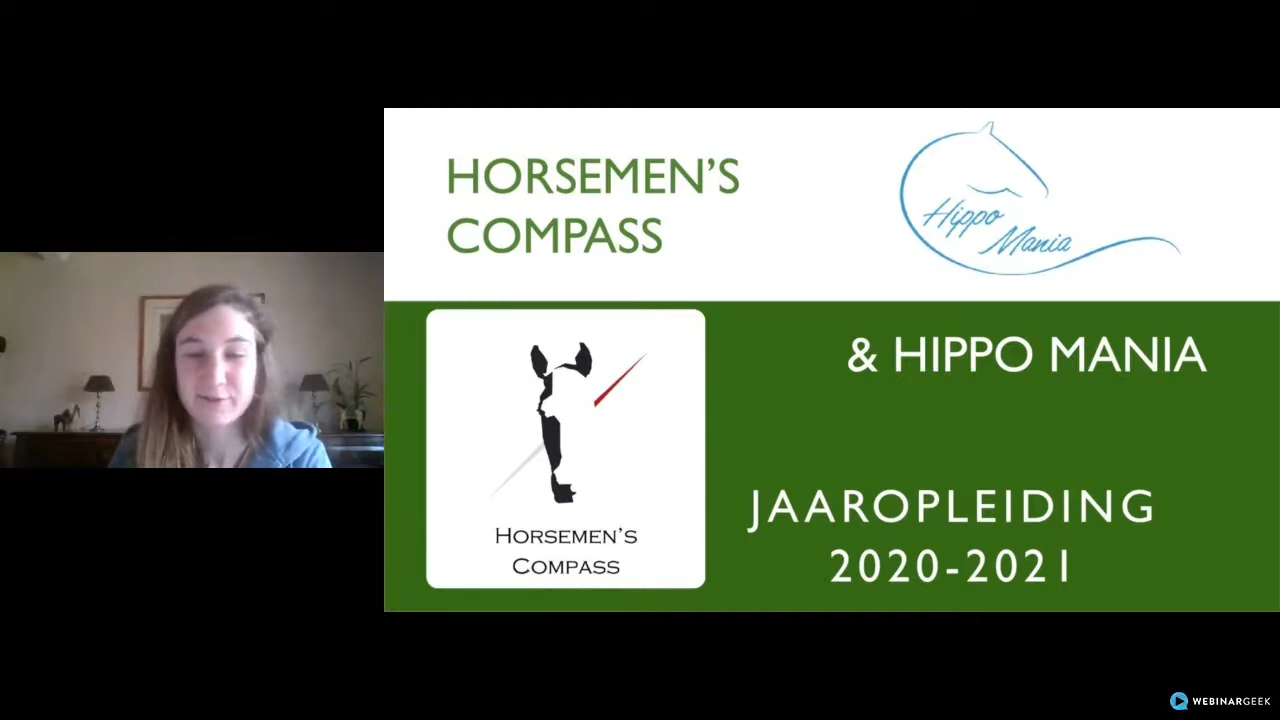 HORSEMEN'S
COMPASS
Hippo
Mania
& HIPPO MANIA
HORSEMEN'S
COMPASS
JAAROPLEIDING
2020-2021
WEBINARGEEK